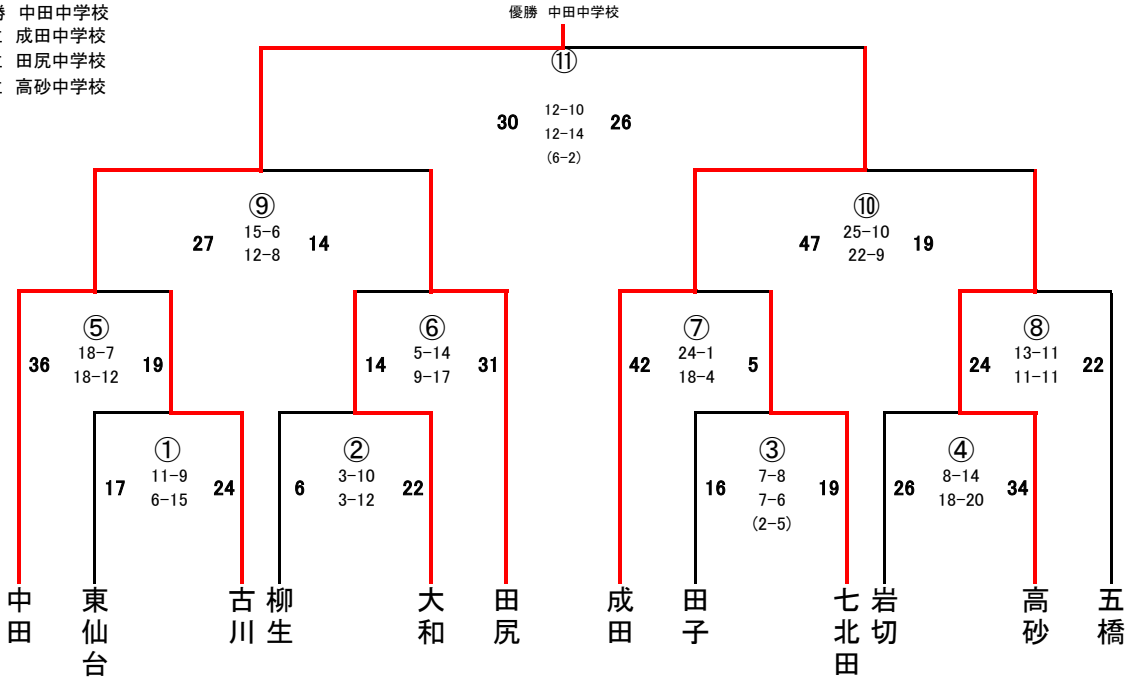 中田中学校
成田中学校
田尻中学校
高砂中学校
優勝 中田中学校
⑪
30 12-10 26
12-14
(6-2)
⑨
27 15-6 14
12-8
⑩
47 25-10 19
22-9
⑤
36 18-7 19
18-12
⑥
14 5-14 31
9-17
⑦
42 24-1 5
18-4
⑧
24 13-11 22
11-11
①
17 11-9 24
6-15
②
6 3-10 22
3-12
③
16 7-8 19
7-6
(2-5)
④
26 8-14 34
18-20
中田
東仙台
古川
柳生
大和
田尻
成田
田子
七北田
岩切
高砂
五橋